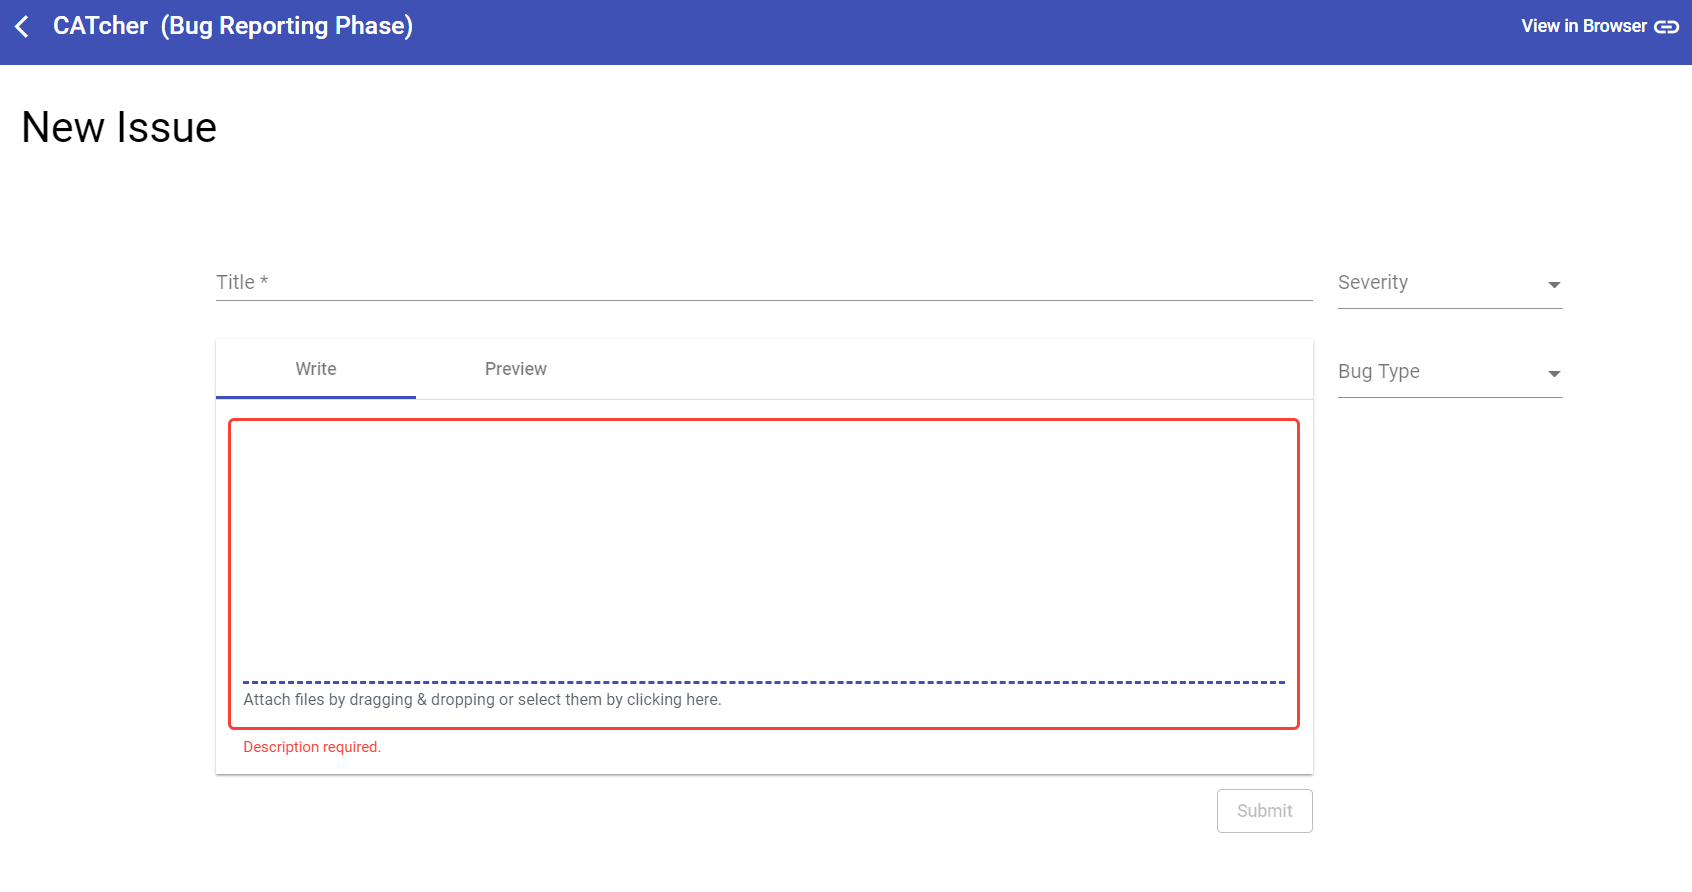 CATcher (Bug Reporting Phase)
View in Browser
New Issue
Title *
Severity
Write
Preview
Bug Type
Attach files by dragging & dropping or select them by clicking here.
Description required.
Submit